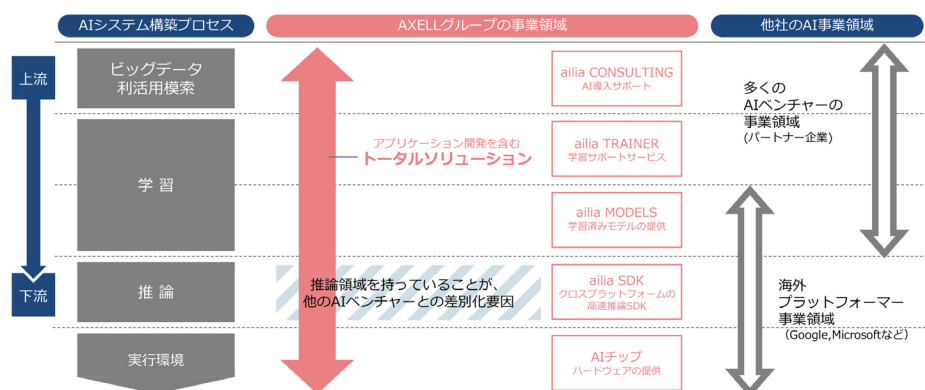 AIシステム構築プロセス
AXELLグループの事業領域
他社のAI事業領域
上流
ビッグデータ
利活用模索
ailia CONSULTING
AI導入サポート
多くの
AIベンチャーの
事業領域
(パートナー企業)
アプリケーション開発を含む
トータルソリューション
ailia TRAINER
学習サポートサービス
学 習
ailia MODELS
学習済みモデルの提供
下流
推 論
推論領域を持っていることが、
他のAIベンチャーとの差別化要因
ailia SDK
クロスプラットフォームの
高速推論SDK
海外
プラットフォーマー
事業領域
（Google,Microsoftなど）
実行環境
AIチップ
ハードウェアの提供